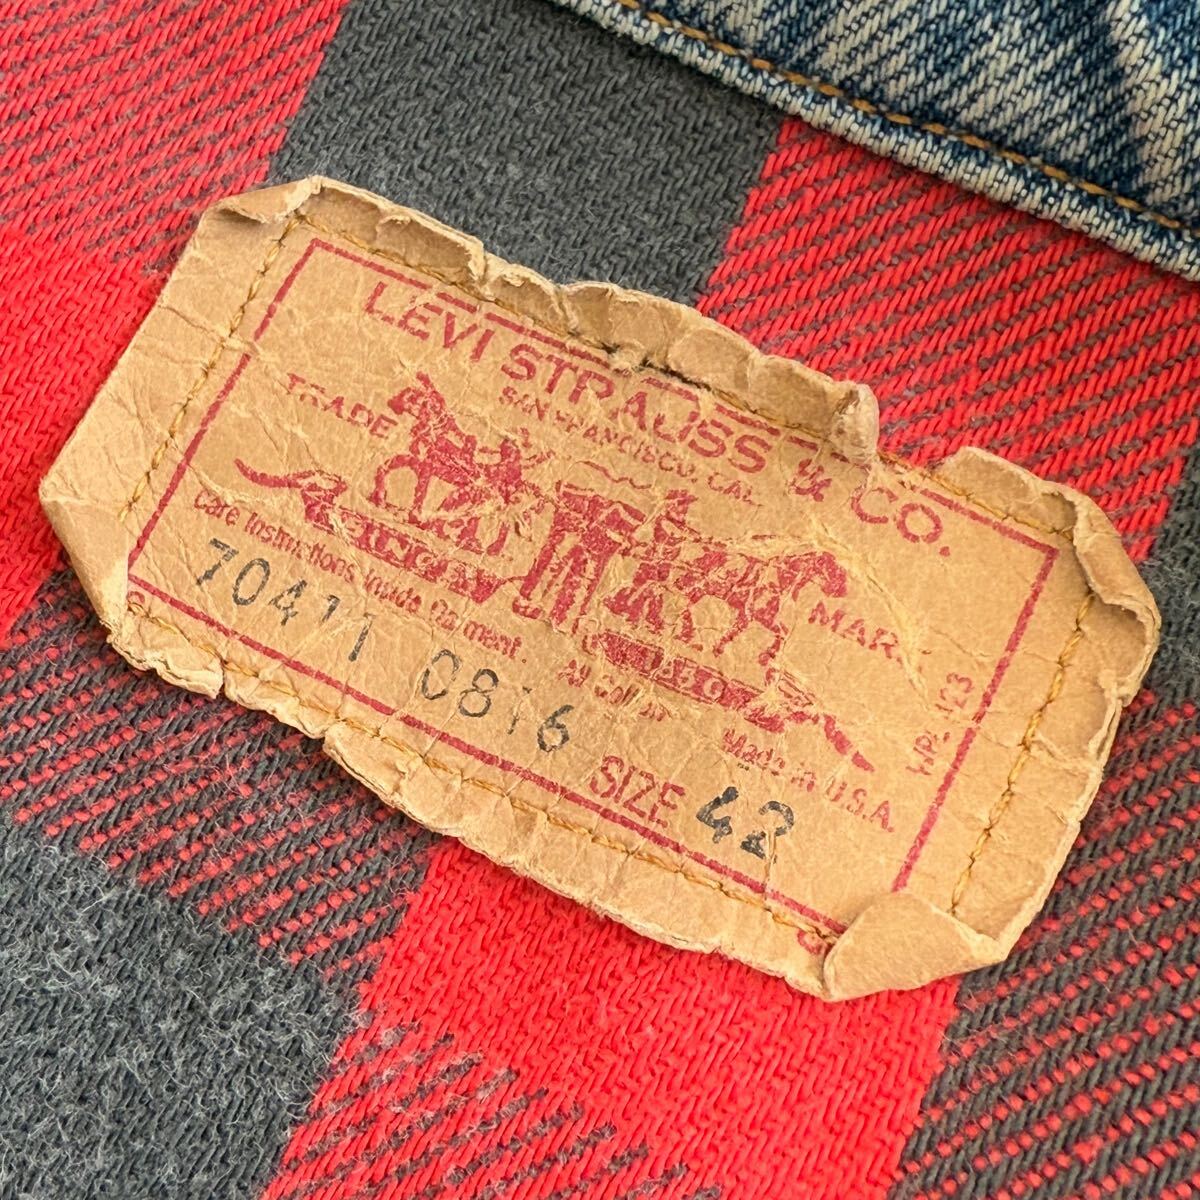 LEVI STRAUSS & CO.
SAN FRANCISCO, CAL.
TRADE MARK
Care Instructions Inside Garment. All Cotton Made in U.S.A.
70411 0816
SIZE 42